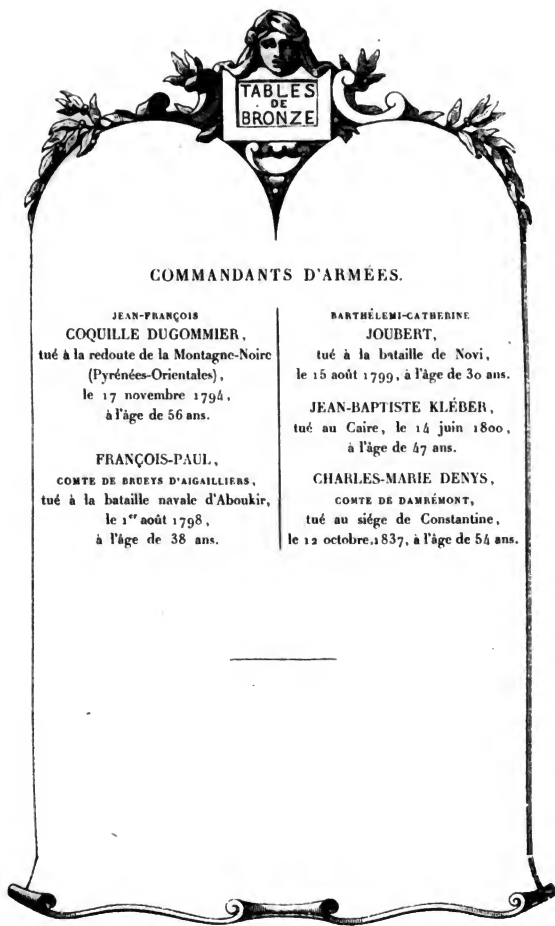 TABLES
DE
BRONZE
COMMANDANTS D'ARMÉES.
JEAN-FRANÇOIS
COQUILLE DUGOMMIER,
tué à la redoute de la Montagne-Noire
(Pyrénées-Orientales),
le 17 novembre 1794,
à l'âge de 56 ans.
FRANÇOIS-PAUL,
COMTE DE BRUEYS D'AIGAILLIERS,
tué à la bataille navale d'Aboukir,
le 1er août 1798,
à l'âge de 38 ans.
BARTHÉLEMI-CATHERINE
JOUBERT,
tué à la bataille de Novi,
le 15 août 1799, à l'âge de 30 ans.
JEAN-BAPTISTE KLÉBER,
tué au Caire, le 14 juin 1800,
à l'âge de 47 ans.
CHARLES-MARIE DENYS,
COMTE DE DAMRÉMONT,
tué au siége de Constantine,
le 12 octobre 1837, à l'âge de 54 ans.